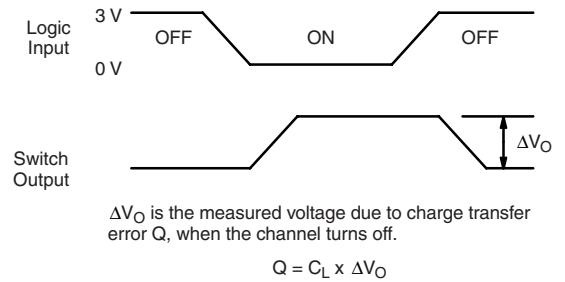 Logic
Input
3 V
0 V
OFF
ON
OFF
Switch
Output
ΔVO
ΔVO is the measured voltage due to charge transfer
error Q, when the channel turns off.
Q = CL x ΔVO